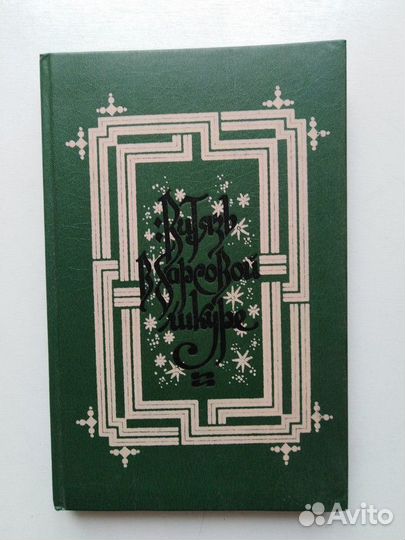 Витязь
в барсовой
шкуре
Avito